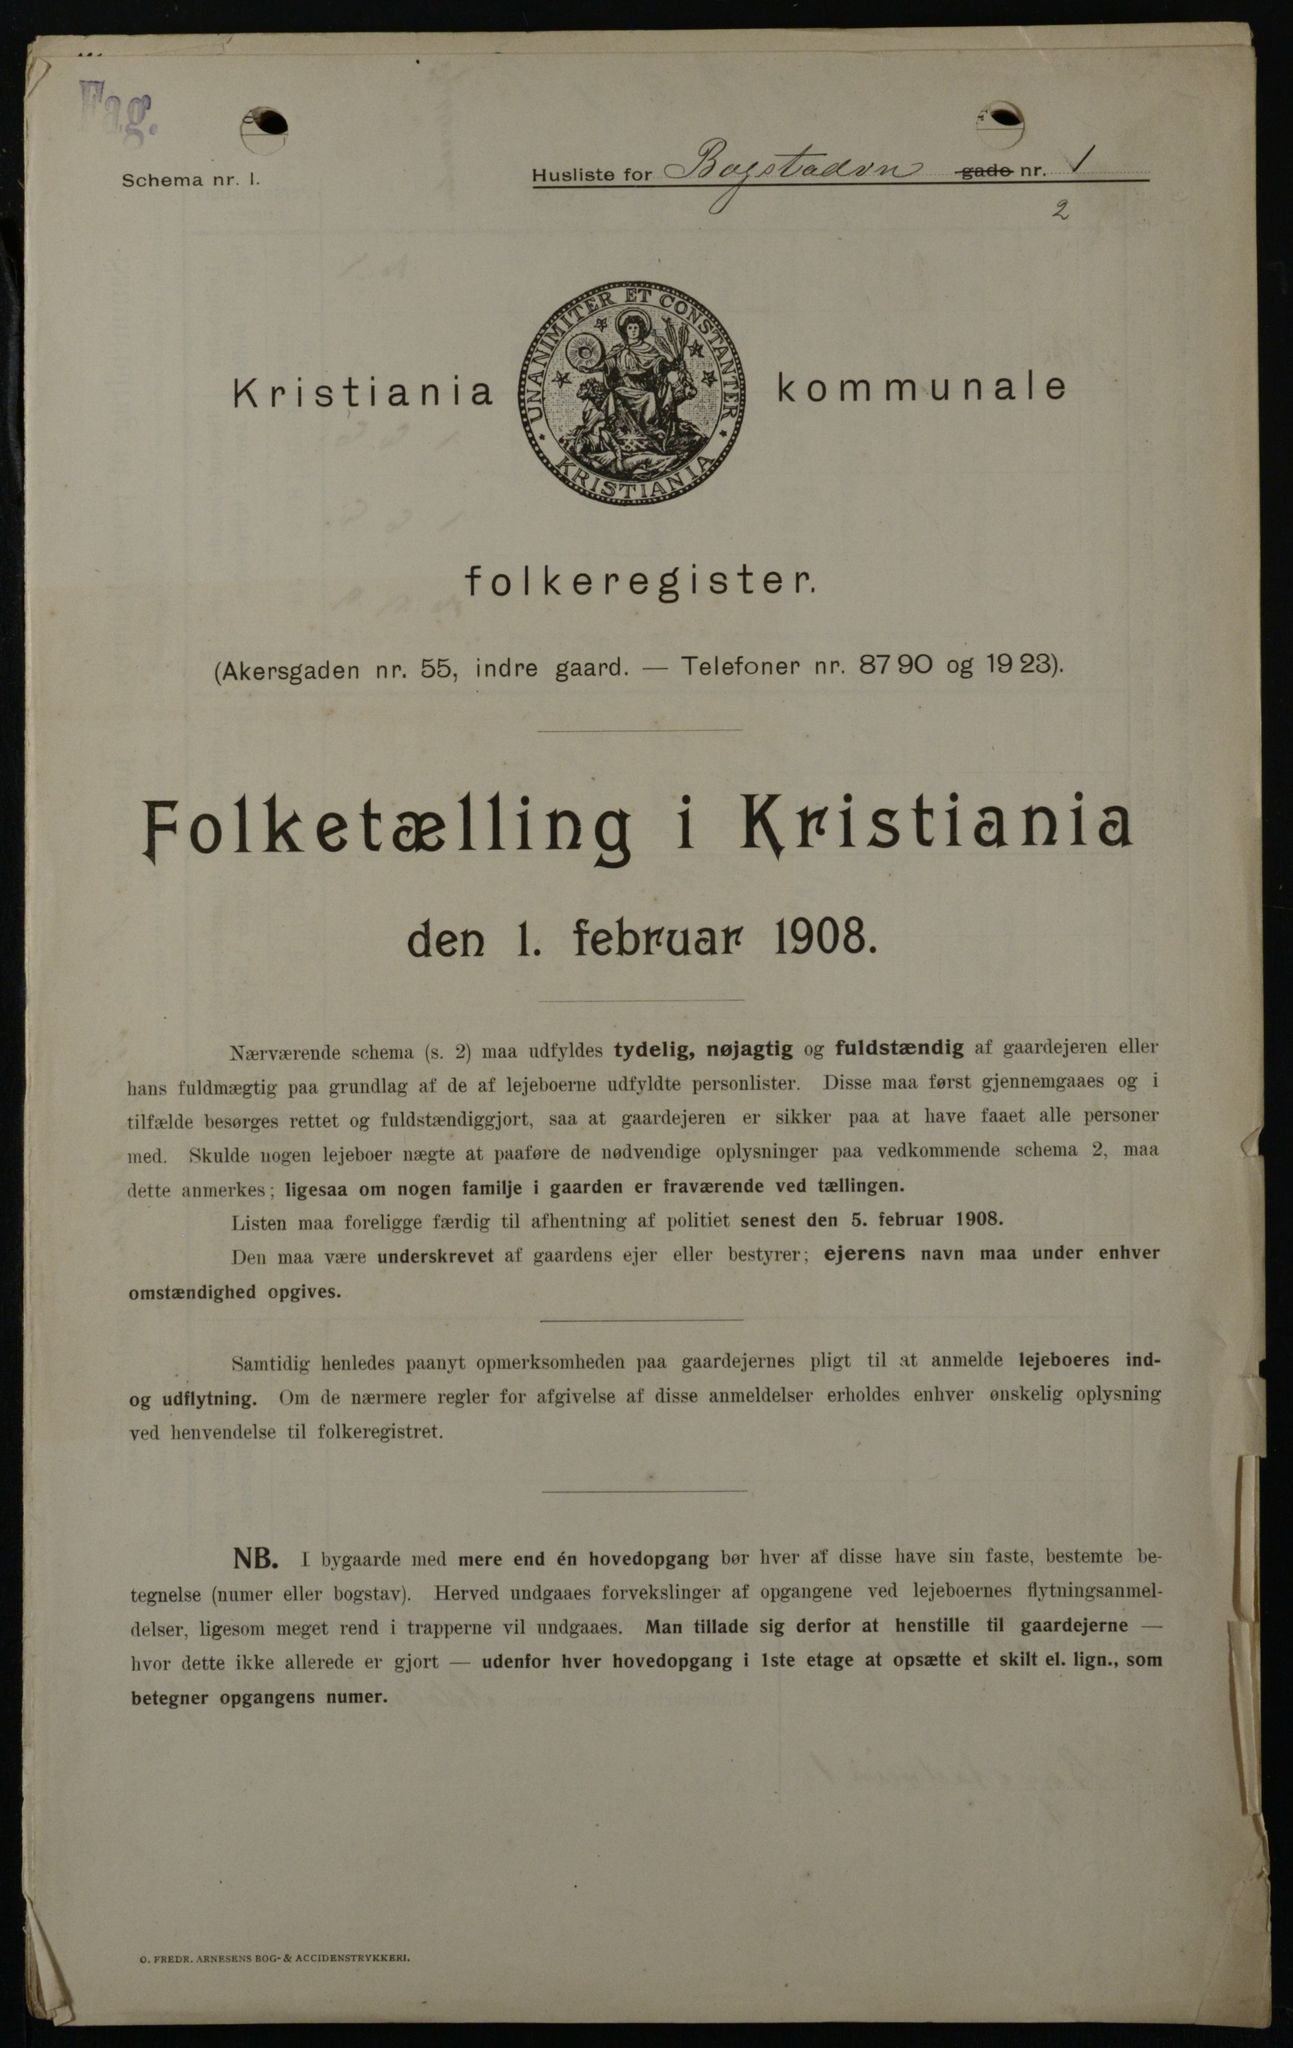 Fag.
Schema nr. 1.
Husliste for Bogstadvn gade nr. 1
2
UNANIMITER ET CONSTANTER
Kristiania kommunale
KRISTIANIA
folkeregister.
(Akersgaden nr. 55, indre gaard. — Telefoner nr. 87 90 og 19 23).
Folketælling i Kristiania
den 1. februar 1908.
Nærværende schema (s. 2) maa udfyldes tydelig, nøjagtig og fuldstændig af gaardejeren eller
hans fuldmægtig paa grundlag af de af lejeboerne udfyldte personlister. Disse maa først gjennemgaaes og i
tilfælde besørges rettet og fuldstændiggjort, saa at gaardejeren er sikker paa at have faaet alle personer
med. Skulde nogen lejeboer nægte at paaføre de nødvendige oplysninger paa vedkommende schema 2, maa
dette anmerkes; ligesaa om nogen familje i gaarden er fraværende ved tællingen.
Listen maa foreligge færdig til afhentning af politiet senest den 5. februar 1908.
Den maa være underskrevet af gaardens ejer eller bestyrer; ejerens navn maa under enhver
omstændighed opgives.
Samtidig henledes paanyt opmerksomheden paa gaardejernes pligt til at anmelde lejeboeres ind-
og udflytning. Om de nærmere regler for afgivelse af disse anmeldelser erholdes enhver ønskelig oplysning
ved henvendelse til folkeregistret.
NB. I bygaarde med mere end én hovedopgang bør hver af disse have sin faste, bestemte be-
tegnelse (numer eller bogstav). Herved undgaaes forvekslinger af opgangene ved lejeboernes flytningsanmel-
delser, ligesom meget rend i trapperne vil undgaaes. Man tillade sig derfor at henstille til gaardejerne —
hvor dette ikke allerede er gjort — udenfor hver hovedopgang i 1ste etage at opsætte et skilt el. lign., som
betegner opgangens numer.
O. FREDR. ARNESENS BOG- & ACCIDENSTRYKKERI.